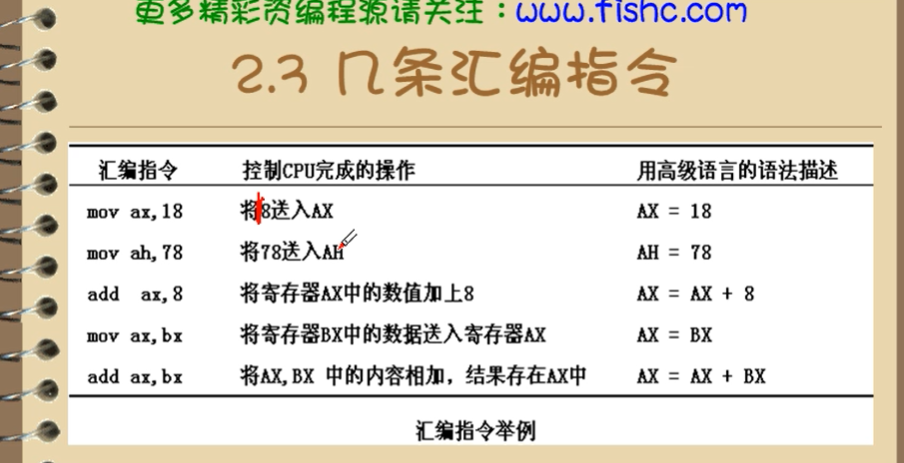 更多精彩资编程源请关注：www.fishc.com
2.3 几条汇编指令
汇编指令 控制CPU完成的操作 用高级语言的语法描述
mov ax,18 将8送入AX AX = 18
mov ah,78 将78送入AH AH = 78
add ax,8 将寄存器AX中的数值加上8 AX = AX + 8
mov ax,bx 将寄存器BX中的数据送入寄存器AX AX = BX
add ax,bx 将AX,BX 中的内容相加，结果存在AX中 AX = AX + BX
汇编指令举例